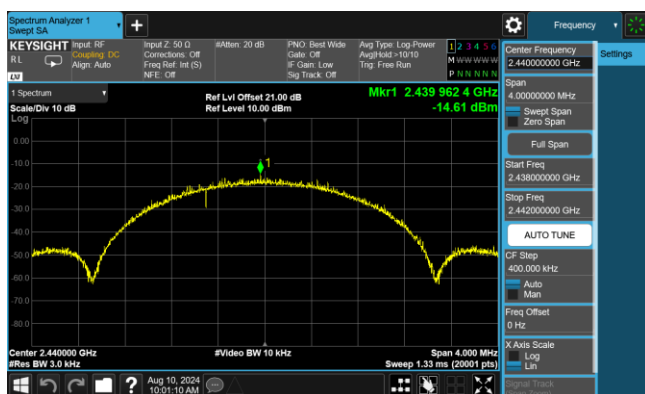 Spectrum Analyzer 1
Swept SA
Frequency
KEYSIGHT
RL
Input: RF
Coupling: DC
Align: Auto
LM
Input Z: 50 Ω
Corrections: Off
Freq Ref: Int (S)
NFE: Off
#Atten: 20 dB
PNO: Best Wide
Gate: Off
IF Gain: Low
Sig Track: Off
Avg Type: Log-Power
Avg|Hold:>10/10
Trig: Free Run
1 2 3 4 5 6
M W W W W W
P N N N N N
1 Spectrum
Scale/Div 10 dB
Log
Ref Lvl Offset 21.00 dB
Ref Level 10.00 dBm
Mkr1 2.439 962 4 GHz
-14.61 dBm
1
0.00
-10.0
-20.0
-30.0
-40.0
-50.0
-60.0
-70.0
-80.0
Center 2.440000 GHz
#Res BW 3.0 kHz
#Video BW 10 kHz
Span 4.000 MHz
Sweep 1.33 ms (20001 pts)
?
Aug 10, 2024
10:01:10 AM
Center Frequency
2.440000000 GHz
Span
4.00000000 MHz
Swept Span
Zero Span
Full Span
Start Freq
2.438000000 GHz
Stop Freq
2.442000000 GHz
AUTO TUNE
CF Step
400.000 kHz
Auto
Man
Freq Offset
0 Hz
X Axis Scale
Log
Lin
Signal Track
Settings